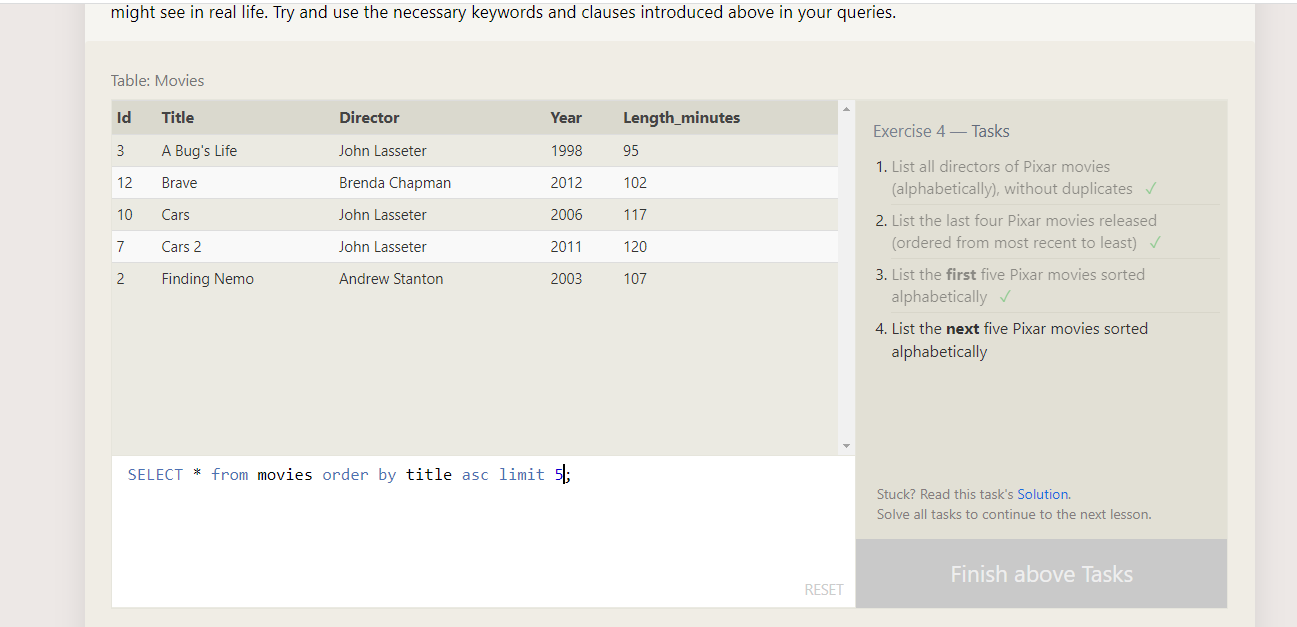 might see in real life. Try and use the necessary keywords and clauses introduced above in your queries.
Table: Movies
Id Title Director Year Length_minutes
3 A Bug's Life John Lasseter 1998 95
12 Brave Brenda Chapman 2012 102
10 Cars John Lasseter 2006 117
7 Cars 2 John Lasseter 2011 120
2 Finding Nemo Andrew Stanton 2003 107
SELECT * from movies order by title asc limit 5;
RESET
Exercise 4 — Tasks
1. List all directors of Pixar movies
(alphabetically), without duplicates ✓
2. List the last four Pixar movies released
(ordered from most recent to least) ✓
3. List the first five Pixar movies sorted
alphabetically ✓
4. List the next five Pixar movies sorted
alphabetically
Stuck? Read this task's Solution.
Solve all tasks to continue to the next lesson.
Finish above Tasks